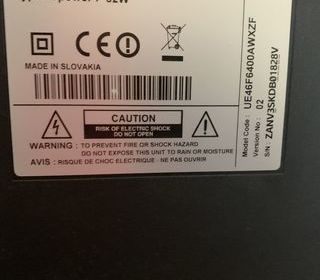 MADE IN SLOVAKIA
CAUTION
RISK OF ELECTRIC SHOCK
DO NOT OPEN
WARNING : TO PREVENT FIRE OR SHOCK HAZARD
DO NOT EXPOSE THIS UNIT TO RAIN OR MOISTURE
AVIS : RISQUE DE CHOC ELECTRIQUE - NE PAS OUVRIR
Model Code : UE46F6400AWXZF
Version No : 02
S/N : ZANV3SKDB01828V